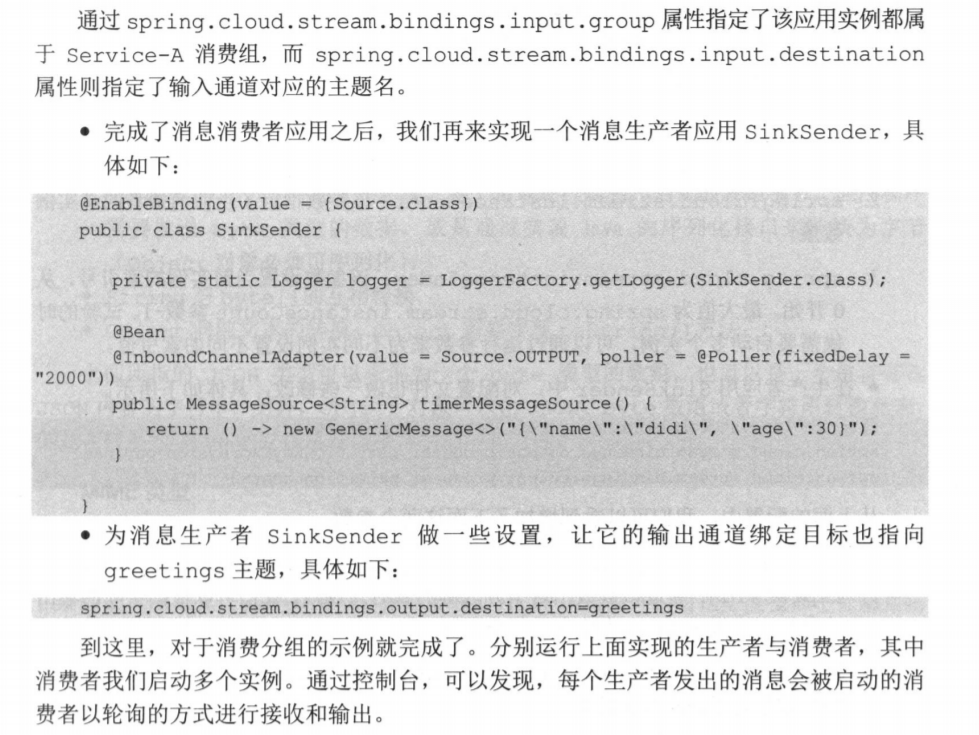 通过 spring.cloud.stream.bindings.input.group 属性指定了该应用实例都属
于 Service-A 消费组，而 spring.cloud.stream.bindings.input.destination
属性则指定了输入通道对应的主题名。
● 完成了消息消费者应用之后，我们再来实现一个消息生产者应用 SinkSender，具
体如下：
@EnableBinding(value = {Source.class})
public class SinkSender {
private static Logger logger = LoggerFactory.getLogger(SinkSender.class);
@Bean
@InboundChannelAdapter(value = Source.OUTPUT, poller = @Poller(fixedDelay =
"2000"))
public MessageSource<String> timerMessageSource() {
return () -> new GenericMessage<>("{\"name\":\"didi\", \"age\":30}");
}
}
● 为消息生产者 SinkSender 做一些设置，让它的输出通道绑定目标也指向
greetings 主题，具体如下：
spring.cloud.stream.bindings.output.destination=greetings
到这里，对于消费分组的示例就完成了。分别运行上面实现的生产者与消费者，其中
消费者我们启动多个实例。通过控制台，可以发现，每个生产者发出的消息会被启动的消
费者以轮询的方式进行接收和输出。